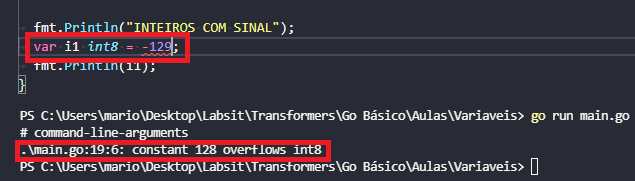 fmt.Println("INTEIROS COM SINAL");
var i1 int8 = -129;
fmt.Println(i1);
}
PS C:\Users\mario\Desktop\Labsit\Transformers\Go Básico\Aulas\Variaveis> go run main.go
# command-line-arguments
.\main.go:19:6: constant 128 overflows int8
PS C:\Users\mario\Desktop\Labsit\Transformers\Go Básico\Aulas\Variaveis>